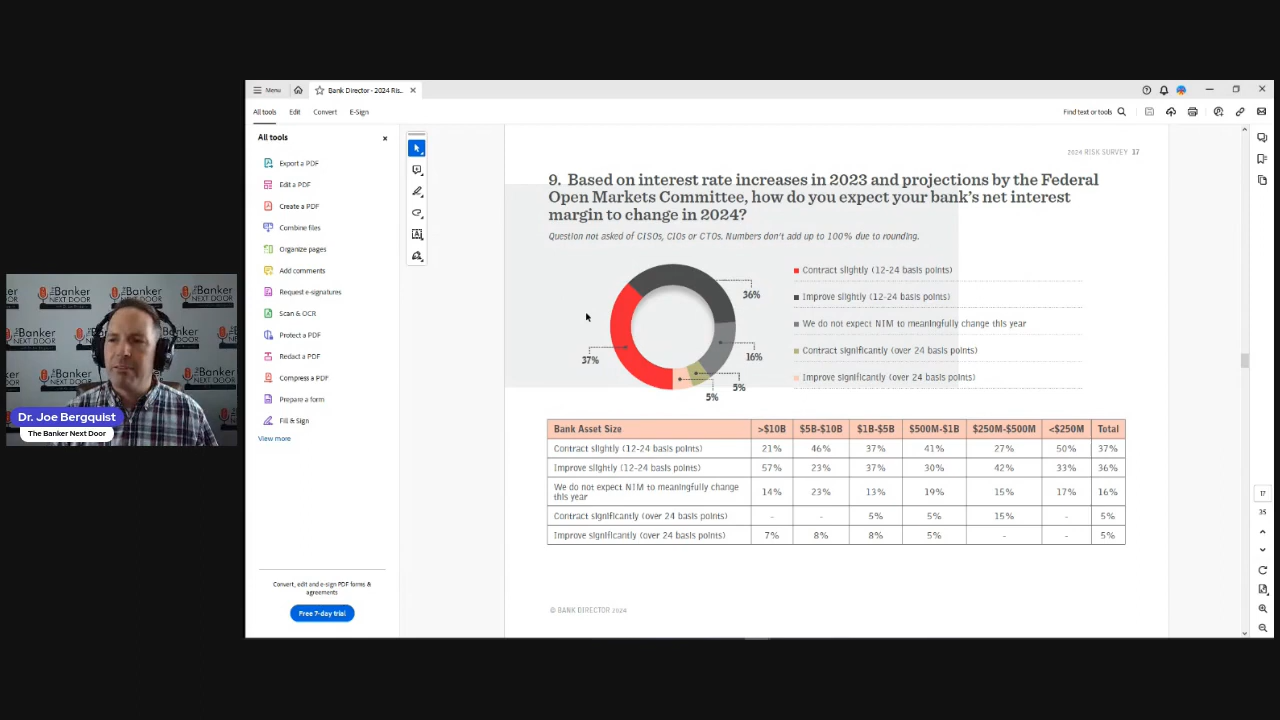 Menu
Bank Director - 2024 Ris...
All tools
Edit
Convert
E-Sign
Find text or tools
All tools
Export a PDF
Edit a PDF
Create a PDF
Combine files
Organize pages
Add comments
Request e-signatures
Scan & OCR
Protect a PDF
Redact a PDF
Compress a PDF
Prepare a form
Fill & Sign
View more
Convert, edit and e-sign PDF forms &
agreements
Free 7-day trial
2024 RISK SURVEY 17
9. Based on interest rate increases in 2023 and projections by the Federal
Open Markets Committee, how do you expect your bank's net interest
margin to change in 2024?
Question not asked of CISOs, CIOs or CTOs. Numbers don't add up to 100% due to rounding.
36%
16%
5%
5%
37%
Contract slightly (12-24 basis points)
Improve slightly (12-24 basis points)
We do not expect NIM to meaningfully change this year
Contract significantly (over 24 basis points)
Improve significantly (over 24 basis points)
Bank Asset Size >$10B $5B-$10B $1B-$5B $500M-$1B $250M-$500M <$250M Total
Contract slightly (12-24 basis points) 21% 46% 37% 41% 27% 50% 37%
Improve slightly (12-24 basis points) 57% 23% 37% 30% 42% 33% 36%
We do not expect NIM to meaningfully change
this year 14% 23% 13% 19% 15% 17% 16%
Contract significantly (over 24 basis points) - - 5% 5% 15% - 5%
Improve significantly (over 24 basis points) 7% 8% 8% 5% - - 5%
© BANK DIRECTOR 2024
17
35
The Banker
NEXT DOOR
Dr. Joe Bergquist
The Banker Next Door